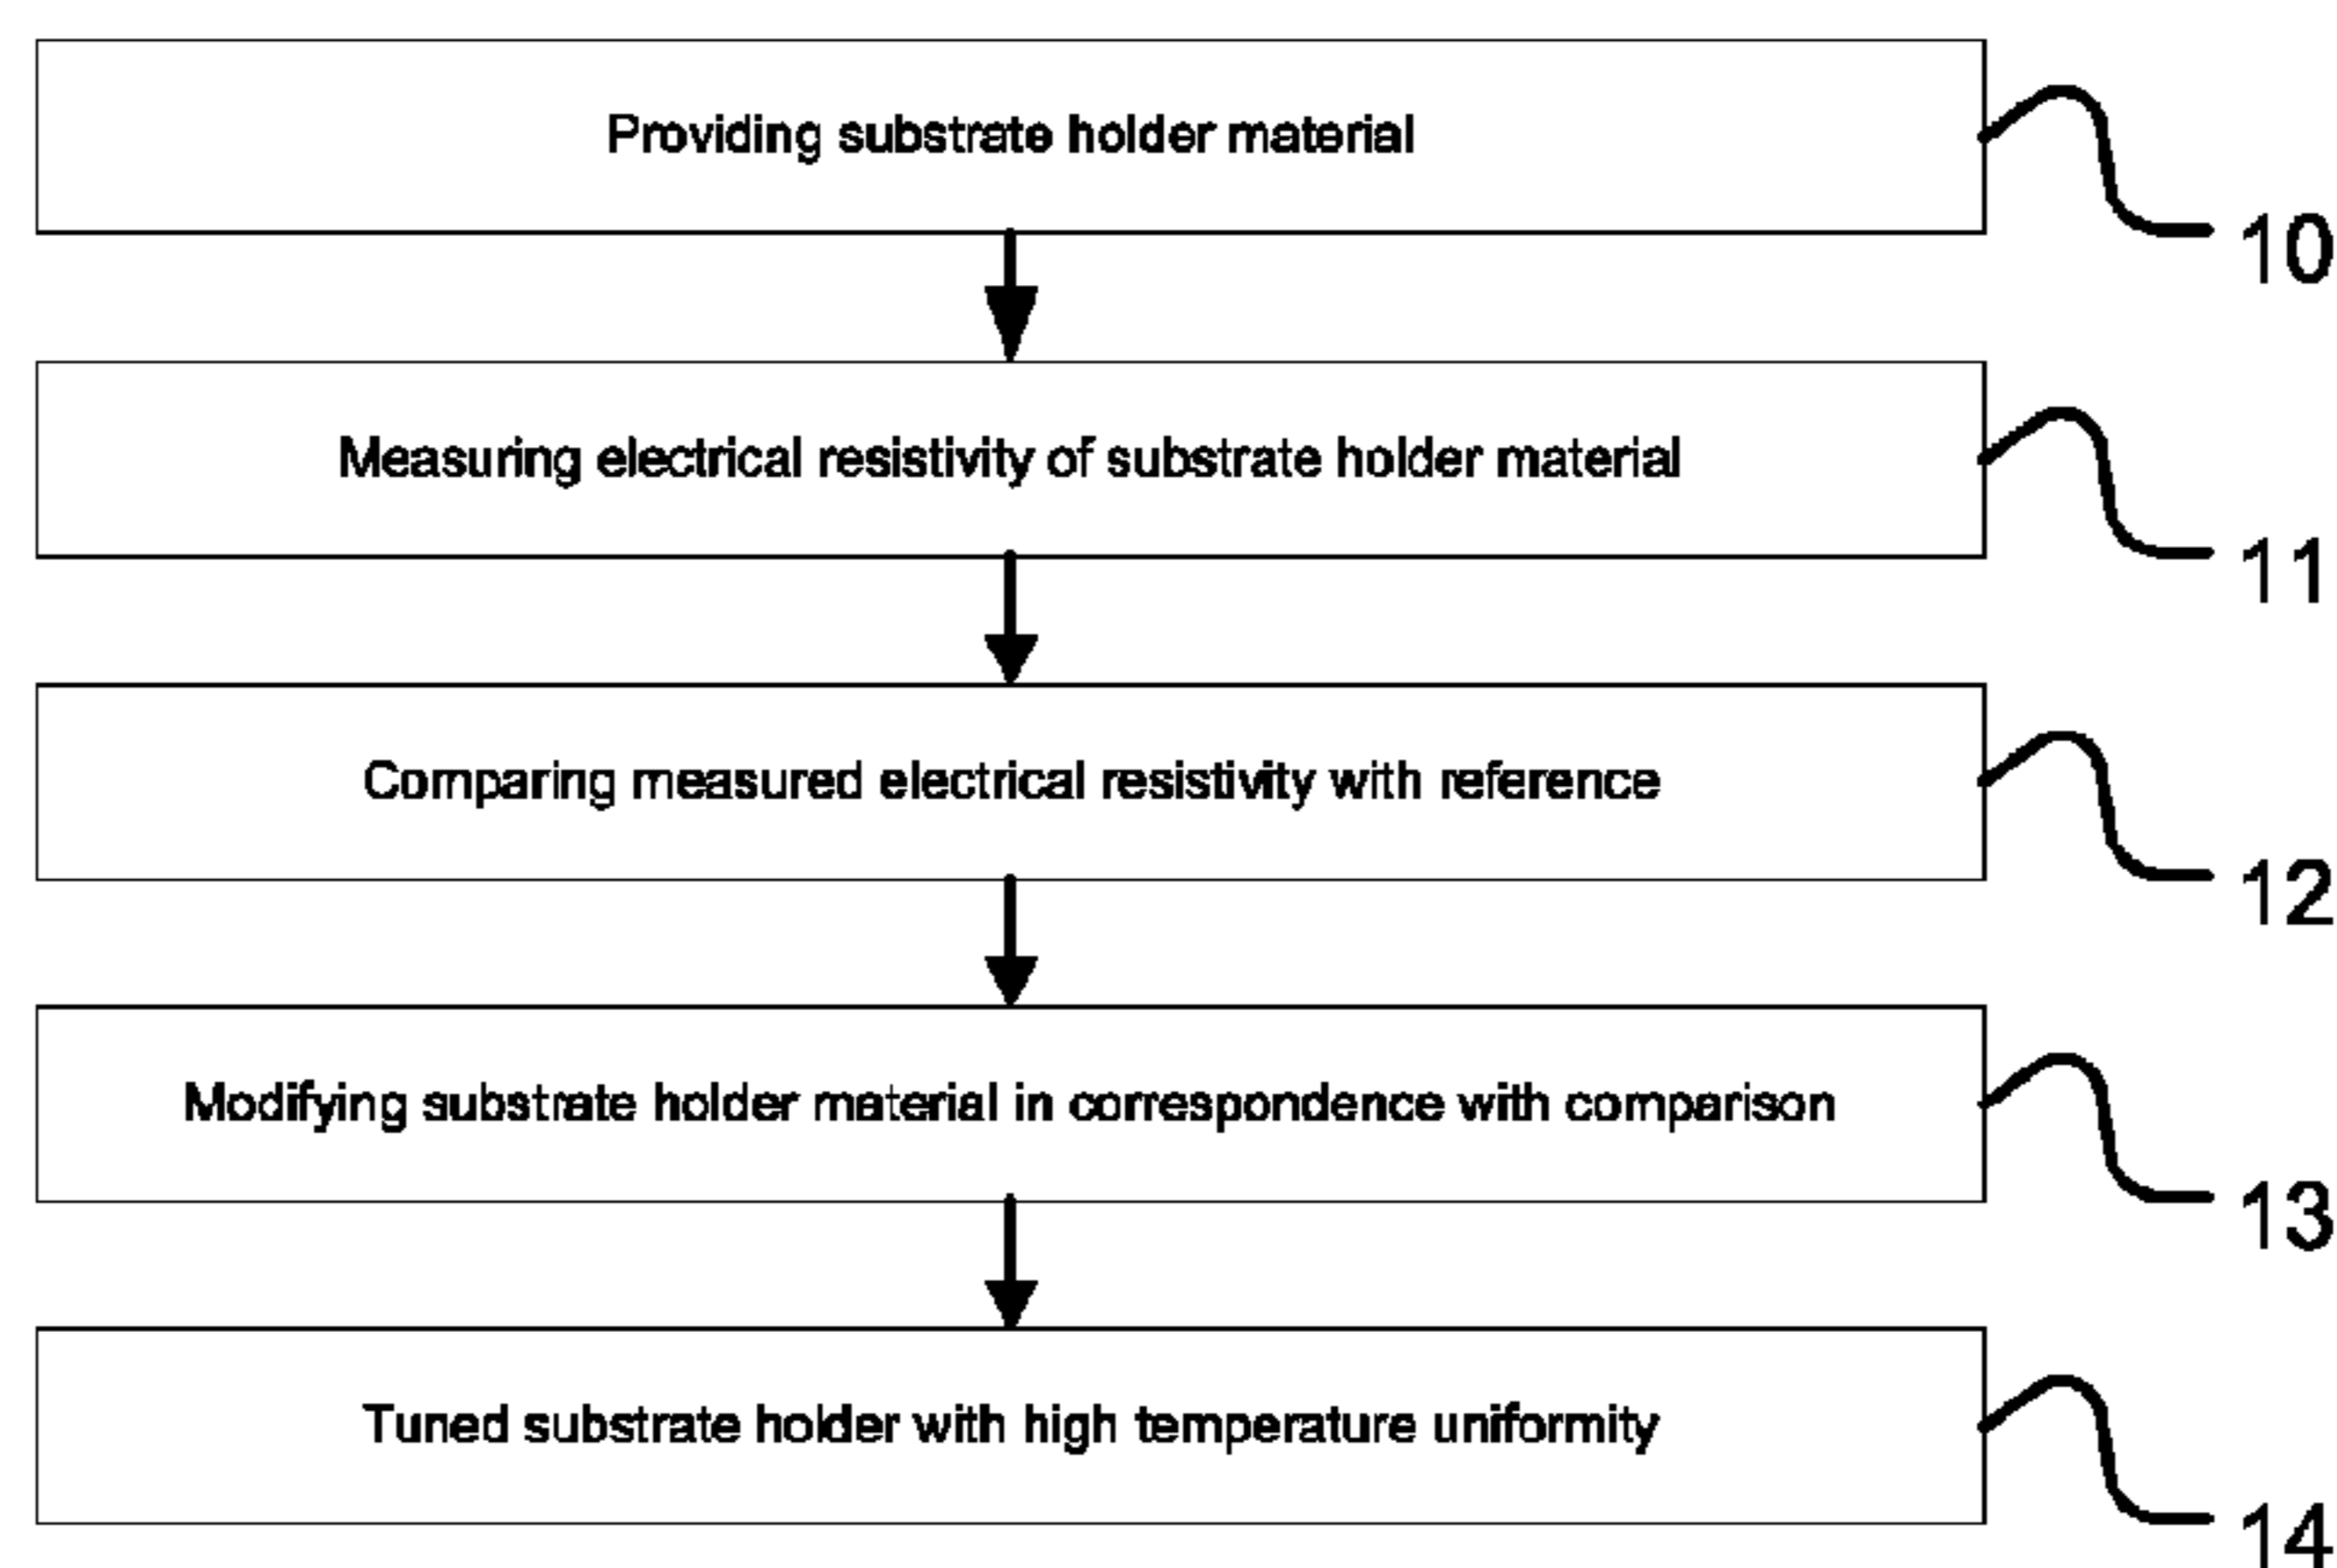 Providing substrate holder material
10
Measuring electrical resistivity of substrate holder material
11
Comparing measured electrical resistivity with reference
12
Modifying substrate holder material in correspondence with comparison
13
Tuned substrate holder with high temperature uniformity
14